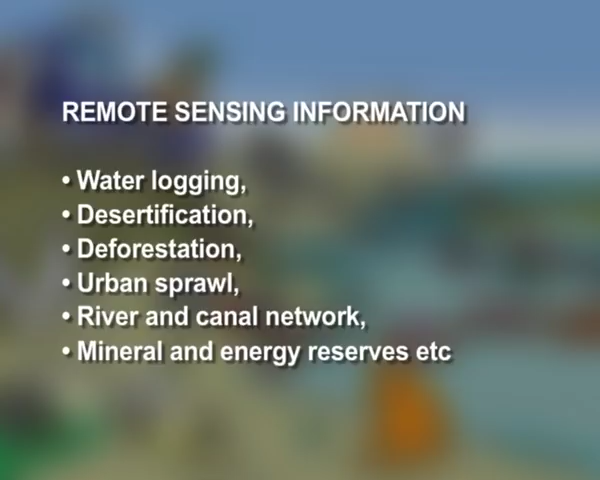 REMOTE SENSING INFORMATION
• Water logging,
• Desertification,
• Deforestation,
• Urban sprawl,
• River and canal network,
• Mineral and energy reserves etc